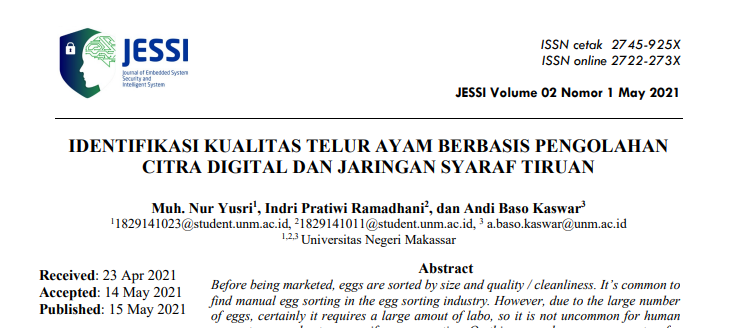 JESSI
Journal of Embedded System
Security and
Intelligent System
ISSN cetak 2745-925X
ISSN online 2722-273X
JESSI Volume 02 Nomor 1 May 2021
IDENTIFIKASI KUALITAS TELUR AYAM BERBASIS PENGOLAHAN
CITRA DIGITAL DAN JARINGAN SYARAF TIRUAN
Muh. Nur Yusri1, Indri Pratiwi Ramadhani2, dan Andi Baso Kaswar3
11829141023@student.unm.ac.id, 21829141011@student.unm.ac.id, 3 a.baso.kaswar@unm.ac.id
1,2,3 Universitas Negeri Makassar
Received: 23 Apr 2021
Accepted: 14 May 2021
Published: 15 May 2021
Abstract
Before being marketed, eggs are sorted by size and quality / cleanliness. It's common to
find manual egg sorting in the egg sorting industry. However, due to the large number
of eggs, certainly it requires a large amout of labo, so it is not uncommon for human